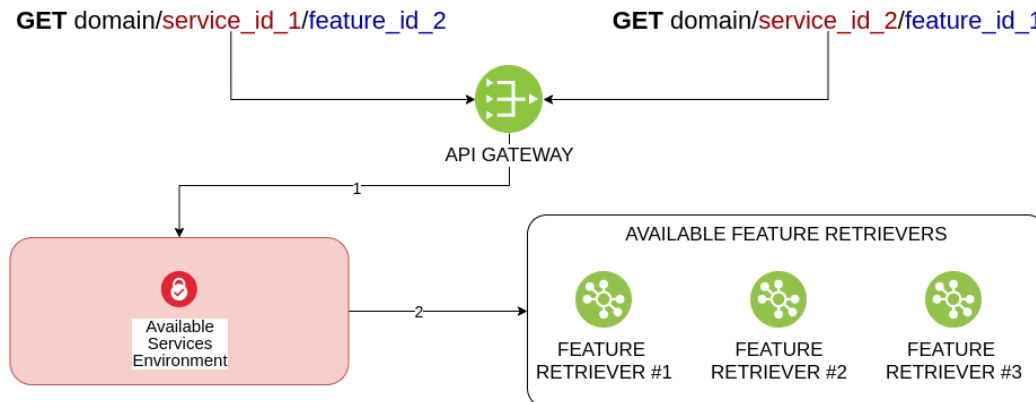 GET domain/service_id_1/feature_id_2
GET domain/service_id_2/feature_id_1
API GATEWAY
1
AVAILABLE FEATURE RETRIEVERS
Available
Services
Environment
2
FEATURE
RETRIEVER #1
FEATURE
RETRIEVER #2
FEATURE
RETRIEVER #3